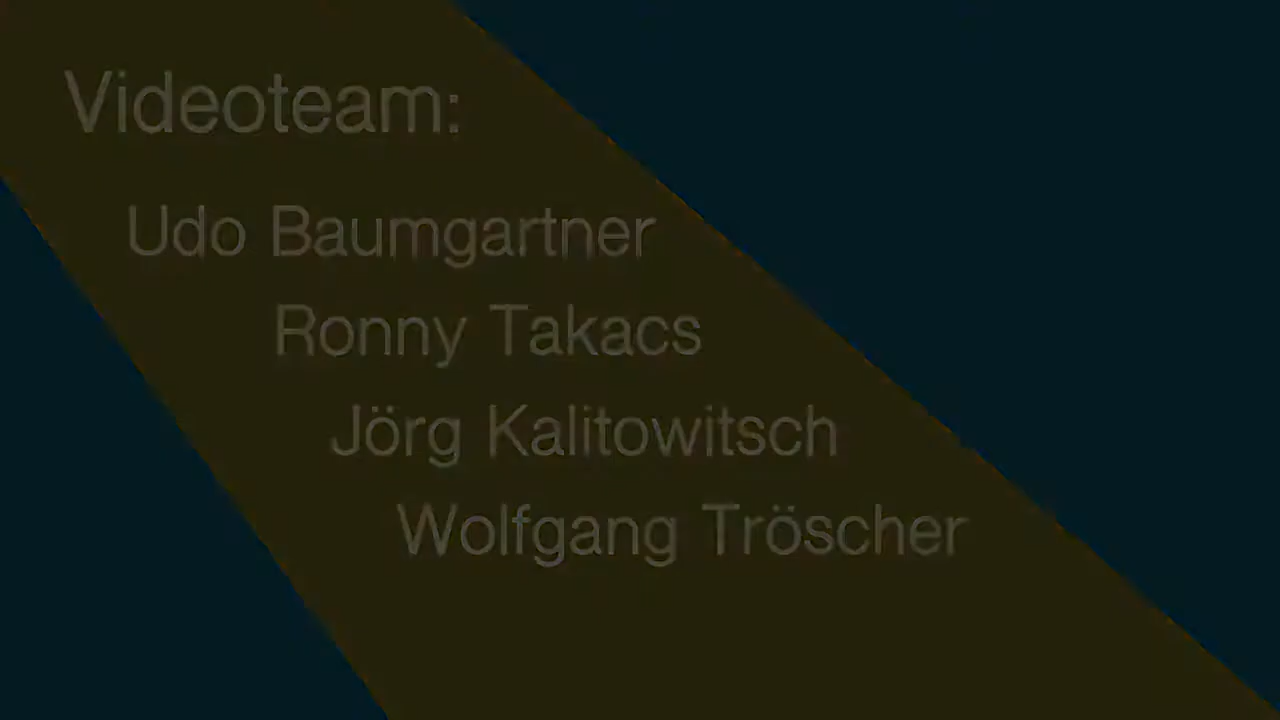 Videoteam:
Udo Baumgartner
Ronny Takacs
Jörg Kalitowitsch
Wolfgang Tröscher